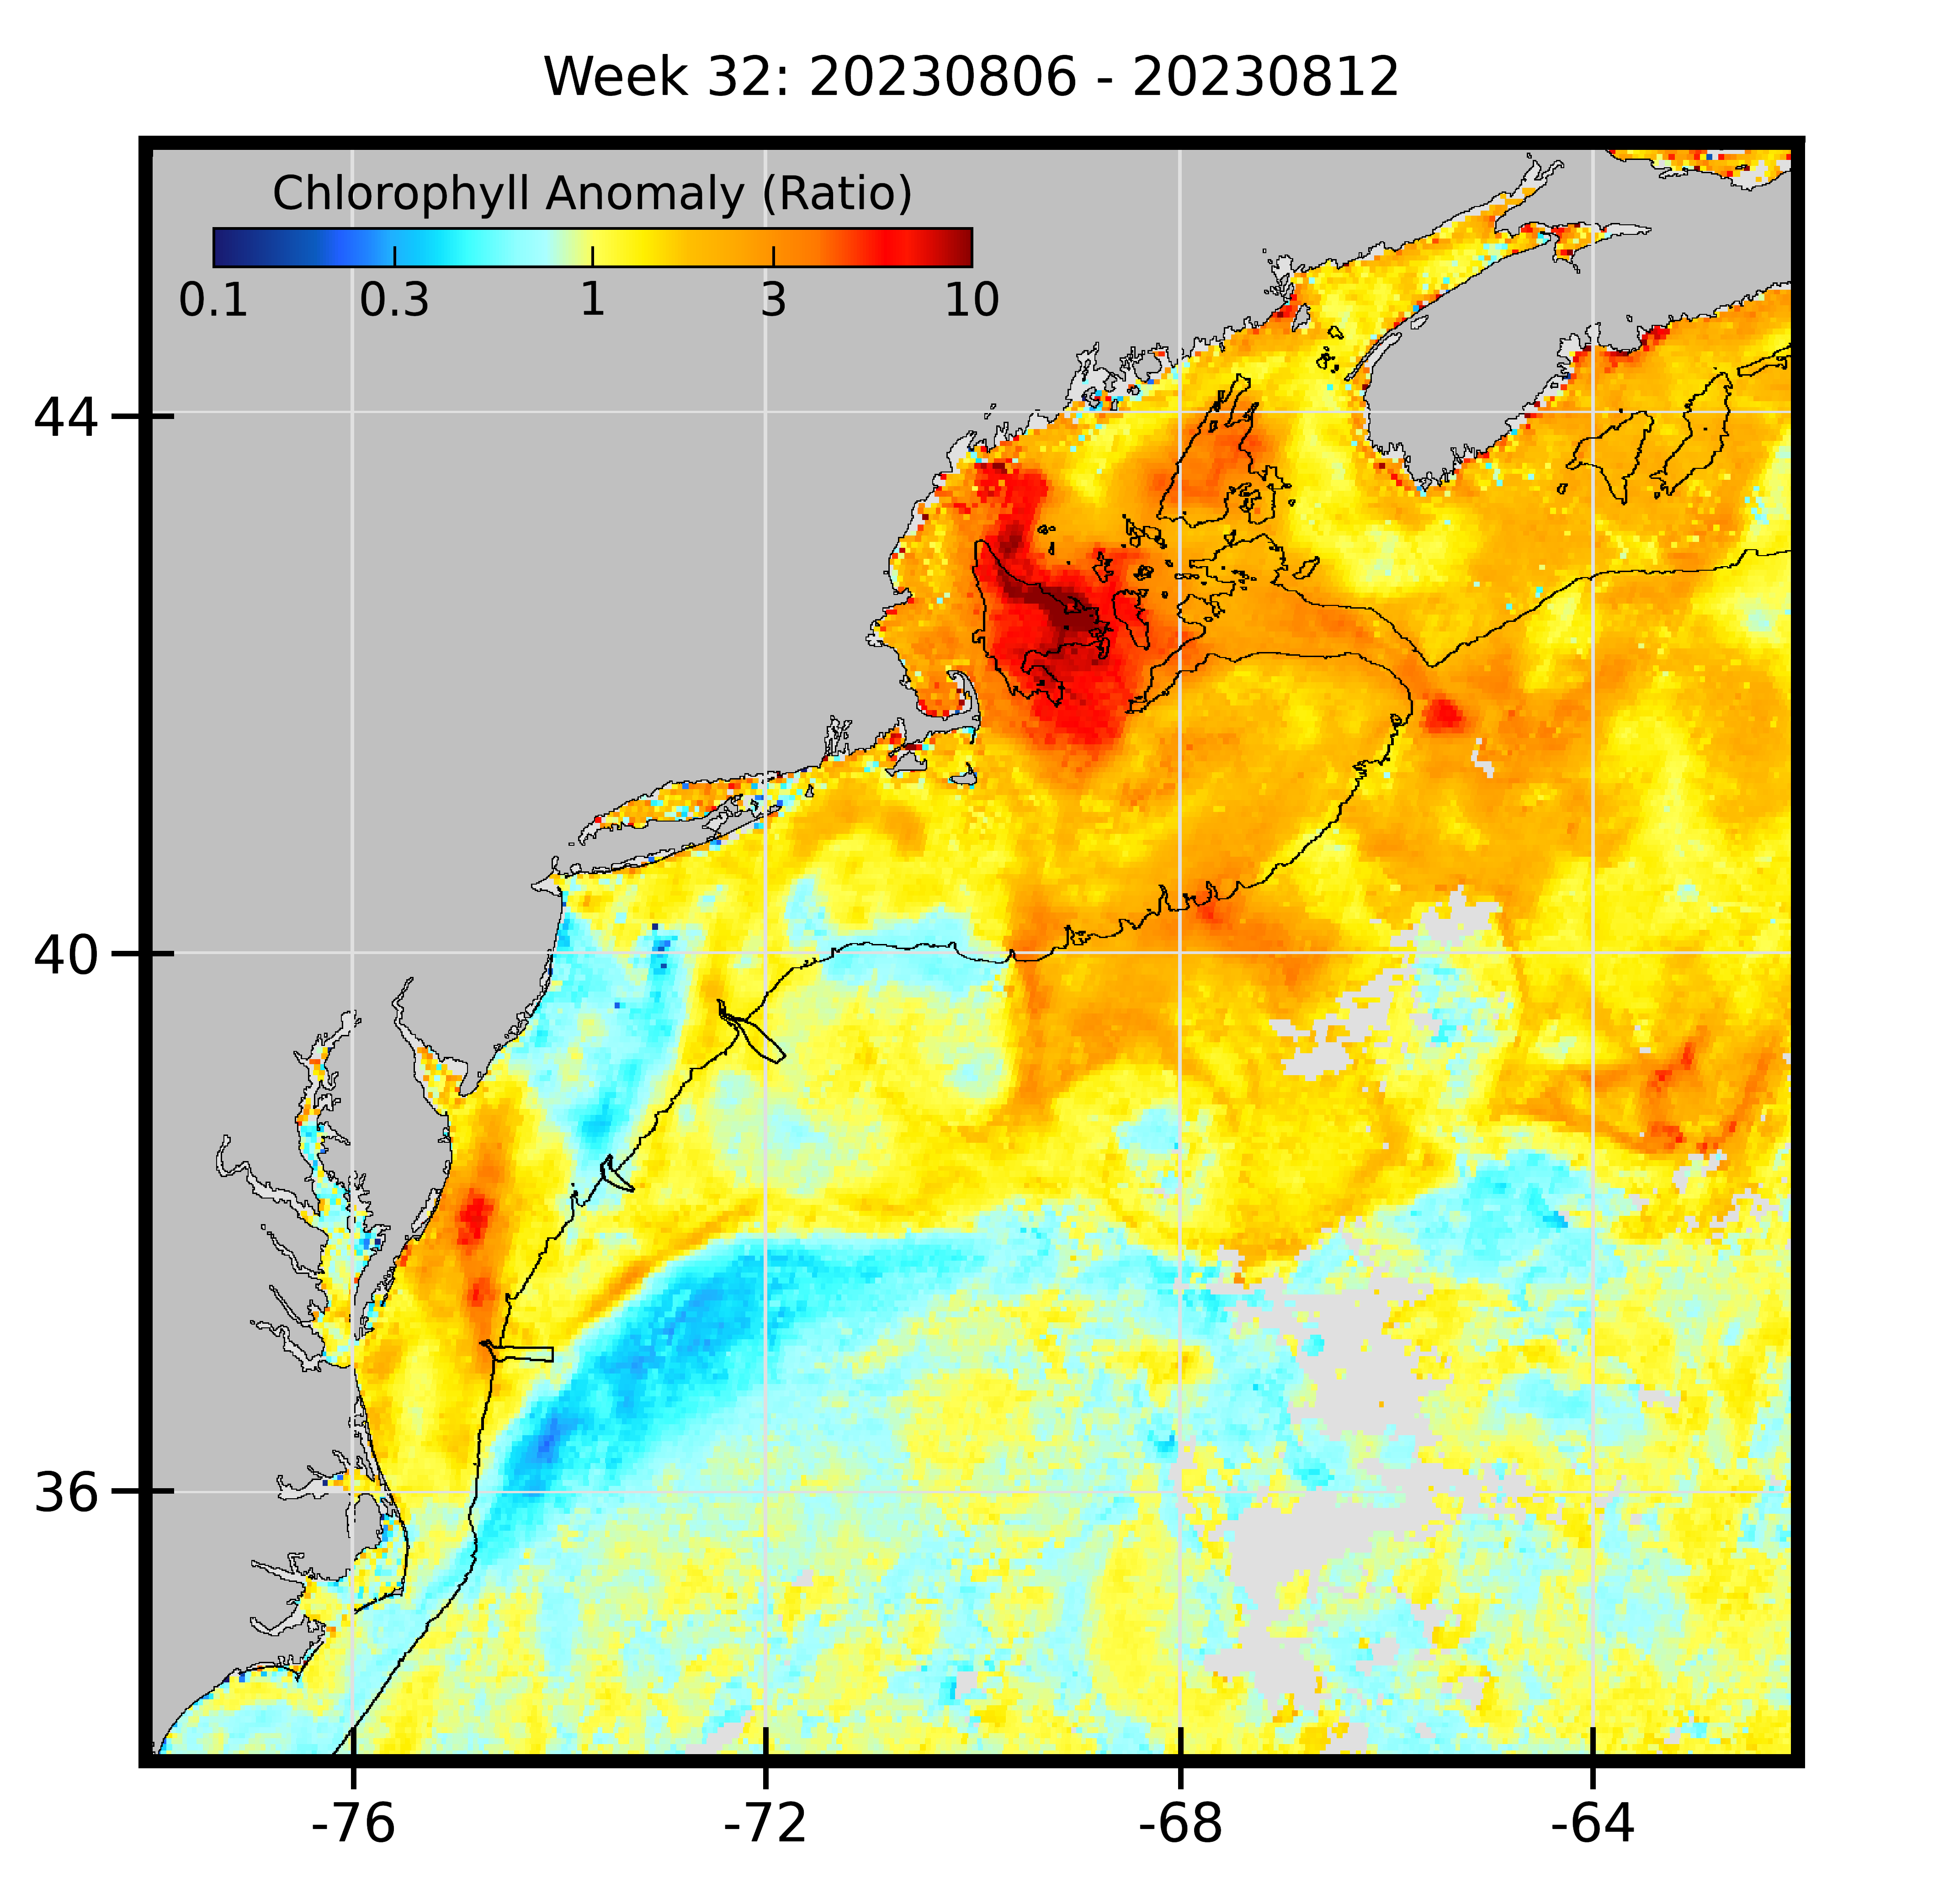 Week 32: 20230806 - 20230812
Chlorophyll Anomaly (Ratio)
0.1 0.3 1 3 10
44
40
36
-76 -72 -68 -64